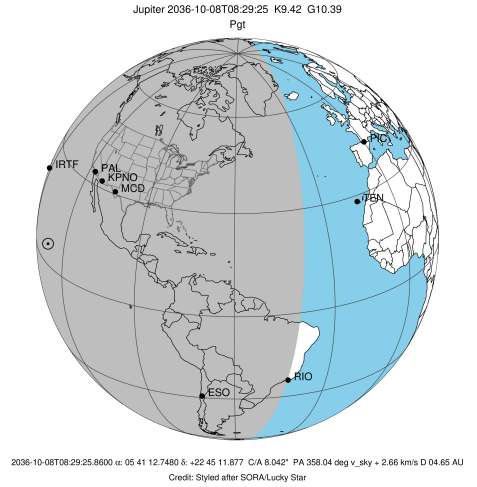 Jupiter 2036-10-08T08:29:25 K9.42 G10.39
Pgt
PIC
IRTF
PAL
KPNO
MCD
TEN
RIO
ESO
2036-10-08T08:29:25.8600 α: 05 41 12.7480 δ: +22 45 11.877 C/A 8.042" PA 358.04 deg v_sky + 2.66 km/s D 04.65 AU
Credit: Styled after SORA/Lucky Star